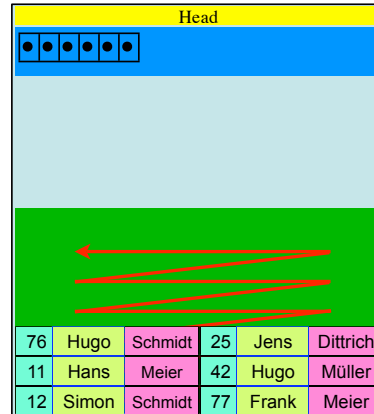 Head
76 Hugo Schmidt 25 Jens Dittrich
11 Hans Meier 42 Hugo Müller
12 Simon Schmidt 77 Frank Meier